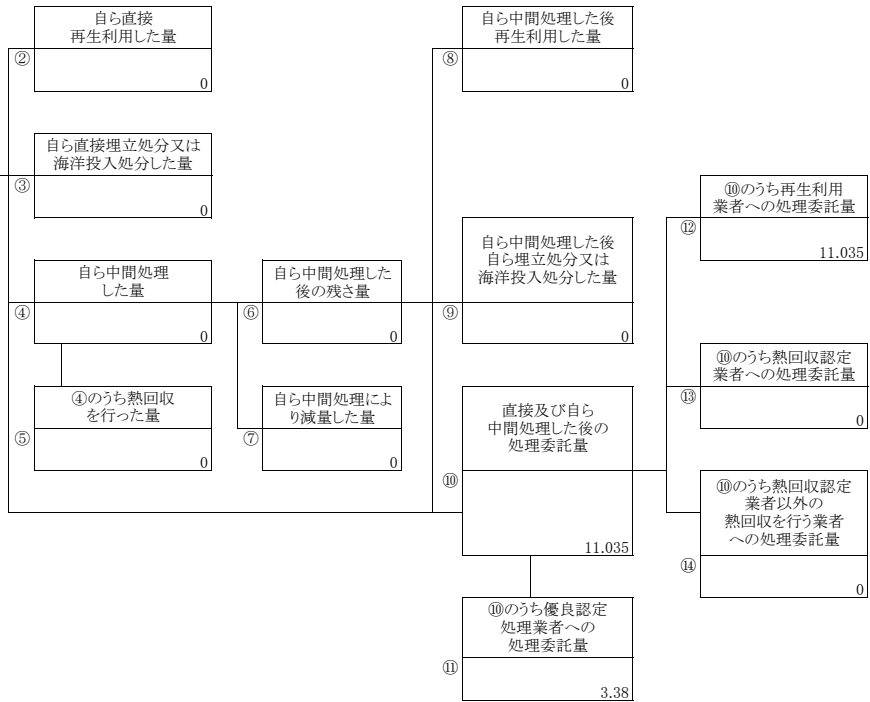 自ら直接
再生利用した量
②
0
自ら直接埋立処分又は
海洋投入処分した量
③
0
自ら中間処理
した量
④
0
④のうち熱回収
を行った量
⑤
0
自ら中間処理した
後の残さ量
⑥
0
自ら中間処理によ
り減量した量
⑦
0
自ら中間処理した後
再生利用した量
⑧
0
自ら中間処理した後
自ら埋立処分又は
海洋投入処分した量
⑨
0
直接及び自ら
中間処理した後の
処理委託量
⑩
11.035
⑩のうち優良認定
処理業者への
処理委託量
⑪
3.38
⑩のうち再生利用
業者への処理委託量
⑫
11.035
⑩のうち熱回収認定
業者への処理委託量
⑬
0
⑩のうち熱回収認定
業者以外の
熱回収を行う業者
への処理委託量
⑭
0